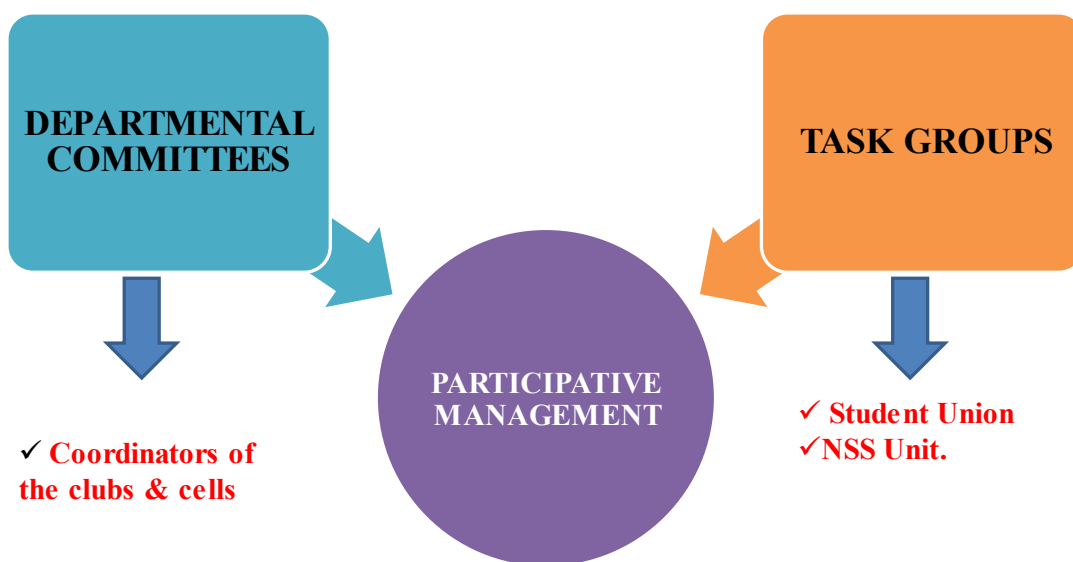 DEPARTMENTAL
COMMITTEES
TASK GROUPS
PARTICIPATIVE
MANAGEMENT
✓ Coordinators of
the clubs & cells
✓ Student Union
✓NSS Unit.